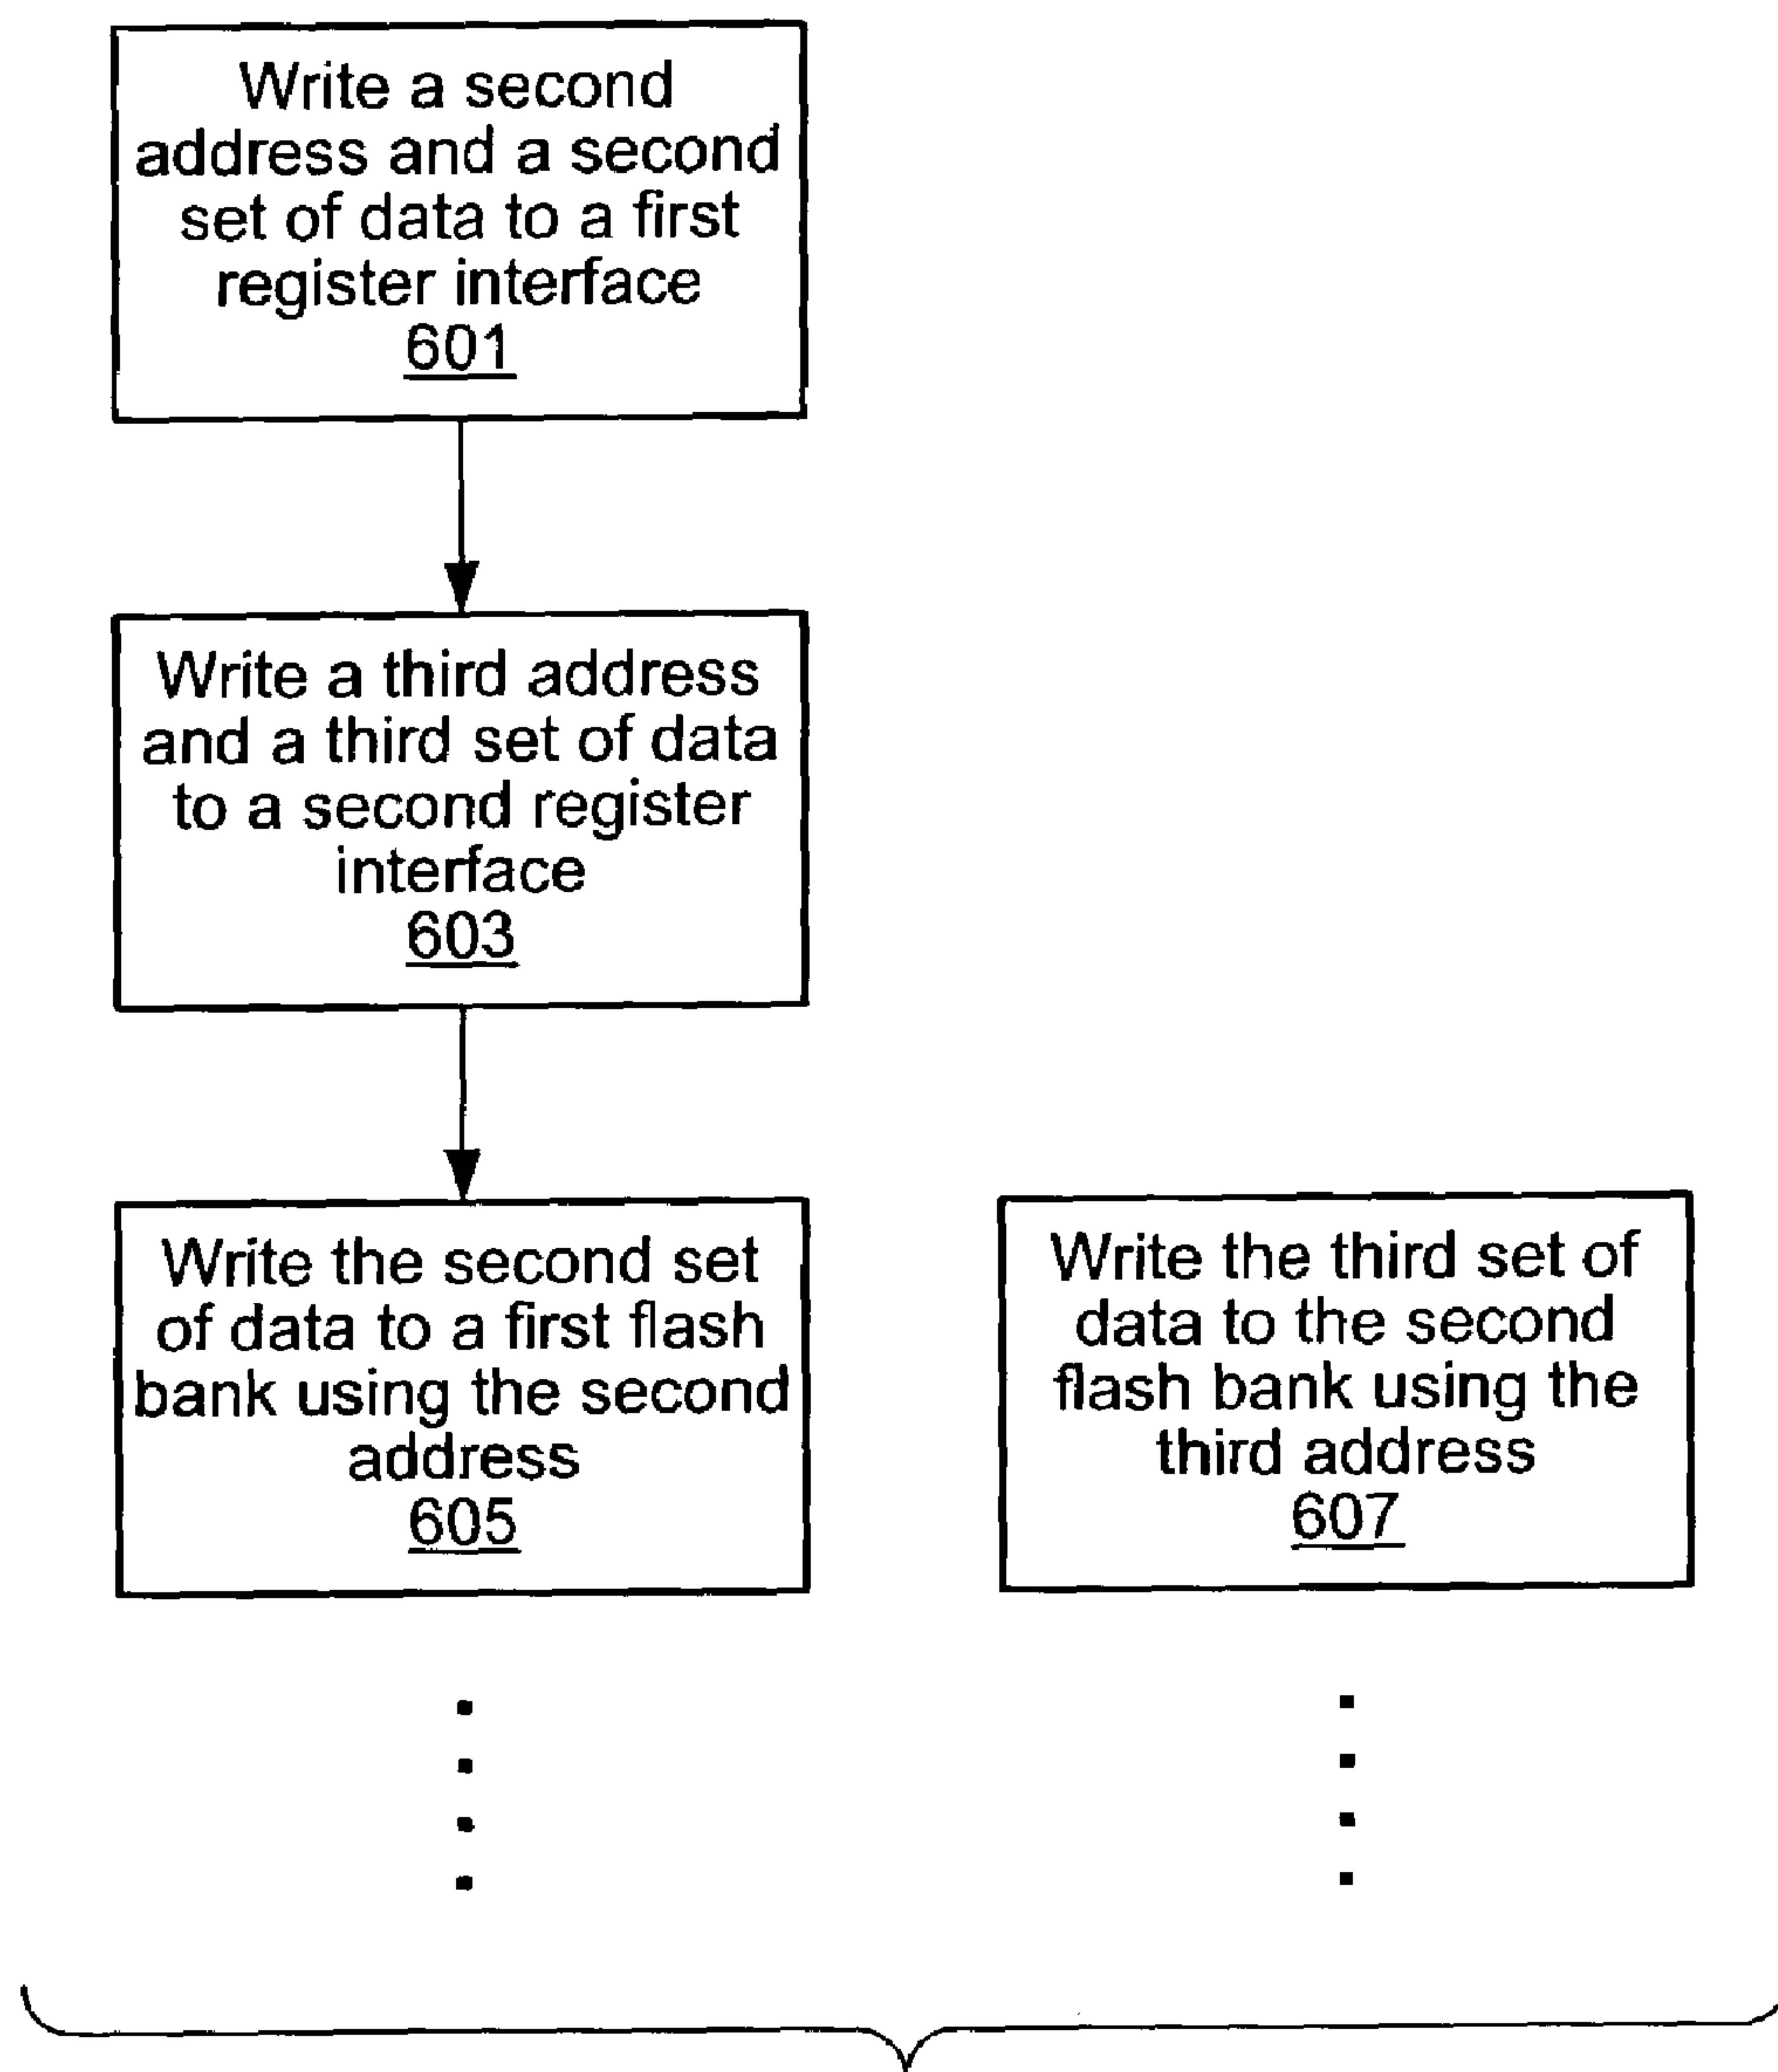 Write a second
address and a second
set of data to a first
register interface
601
Write a third address
and a third set of data
to a second register
interface
603
Write the second set
of data to a first flash
bank using the second
address
605
Write the third set of
data to the second
flash bank using the
third address
607